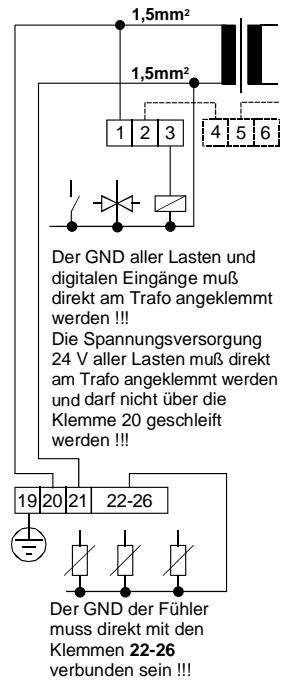 1,5mm²
1,5mm²
1 2 3 4 5 6
Der GND aller Lasten und
digitalen Eingänge muß
direkt am Trafo angeklemmt
werden !!!
Die Spannungsversorgung
24 V aller Lasten muß direkt
am Trafo angeklemmt werden
und darf nicht über die
Klemme 20 geschleift
werden !!!
19 20 21 22-26
Der GND der Fühler
muss direkt mit den
Klemmen 22-26
verbunden sein !!!